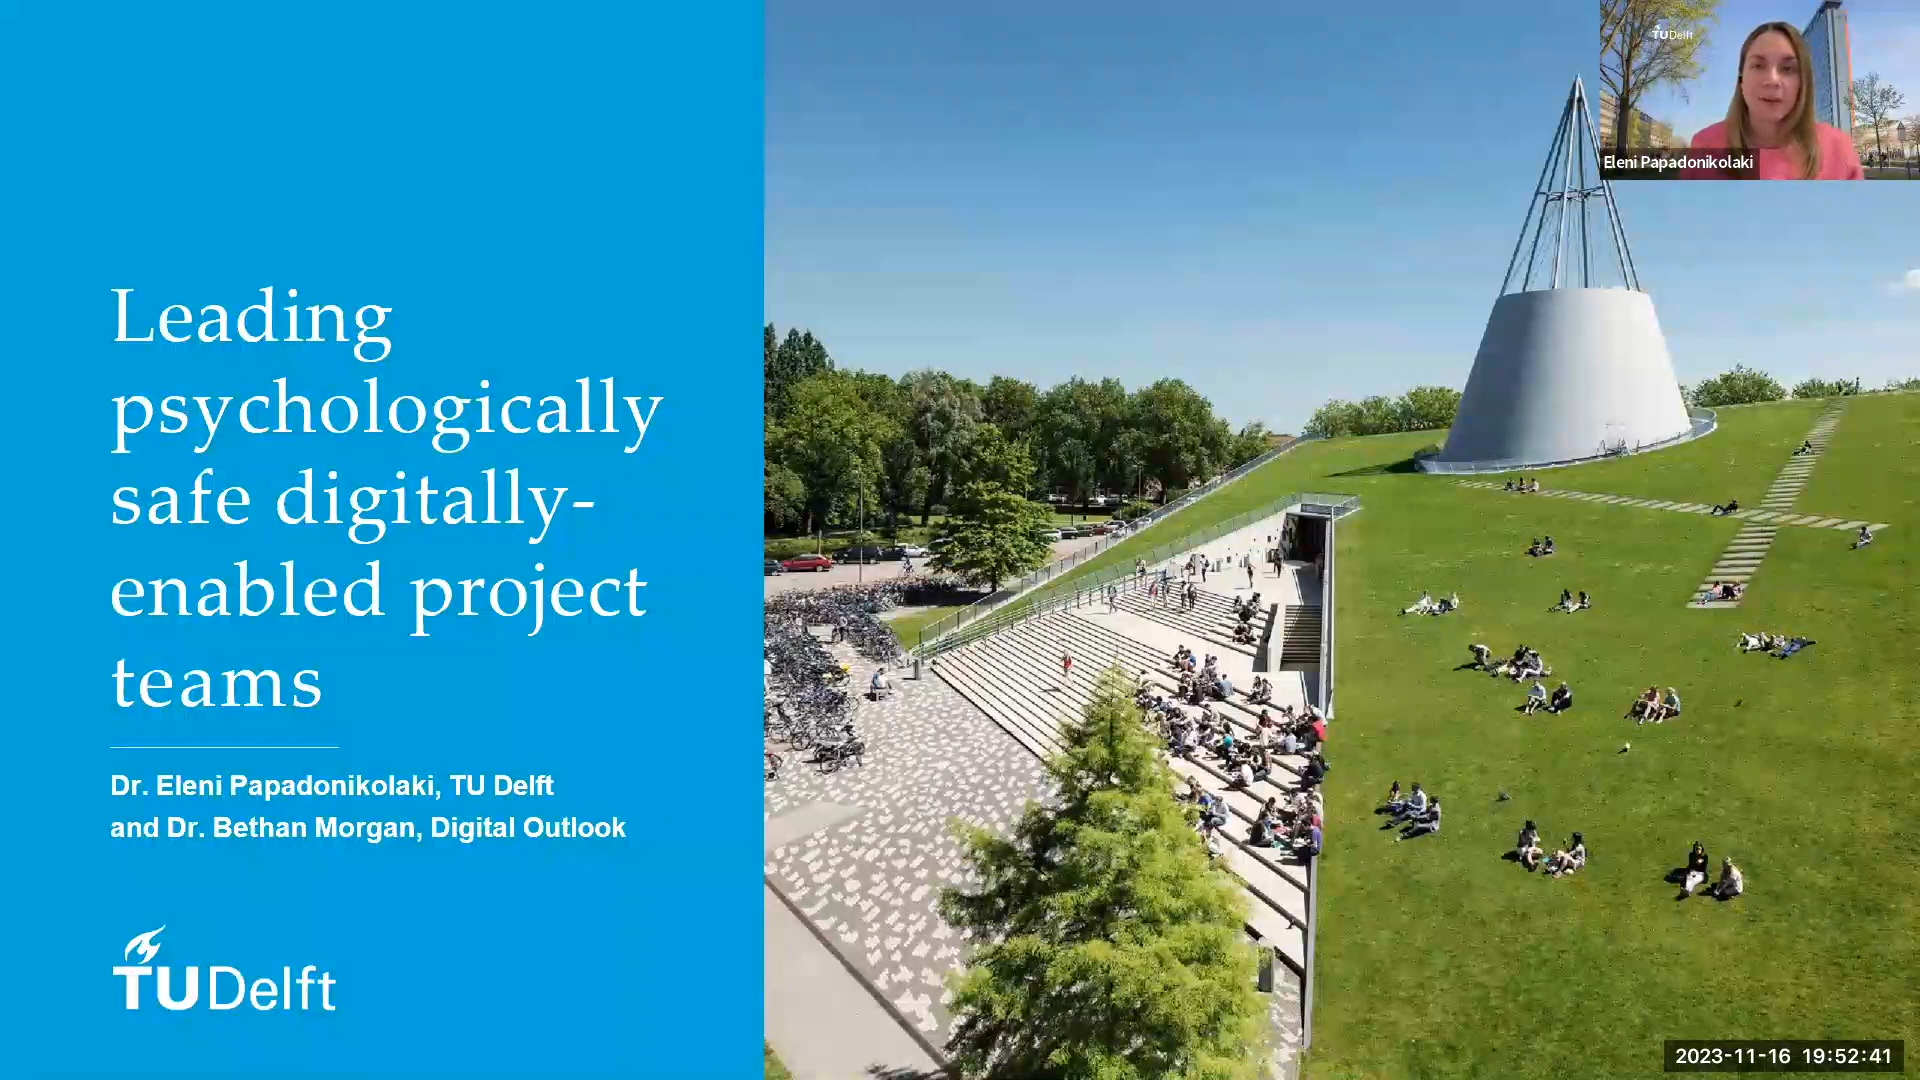 TUDelft
Eleni Papadonikolaki
Leading
psychologically
safe digitally-
enabled project
teams
Dr. Eleni Papadonikolaki, TU Delft
and Dr. Bethan Morgan, Digital Outlook
TUDelft
2023-11-16 19:52:41